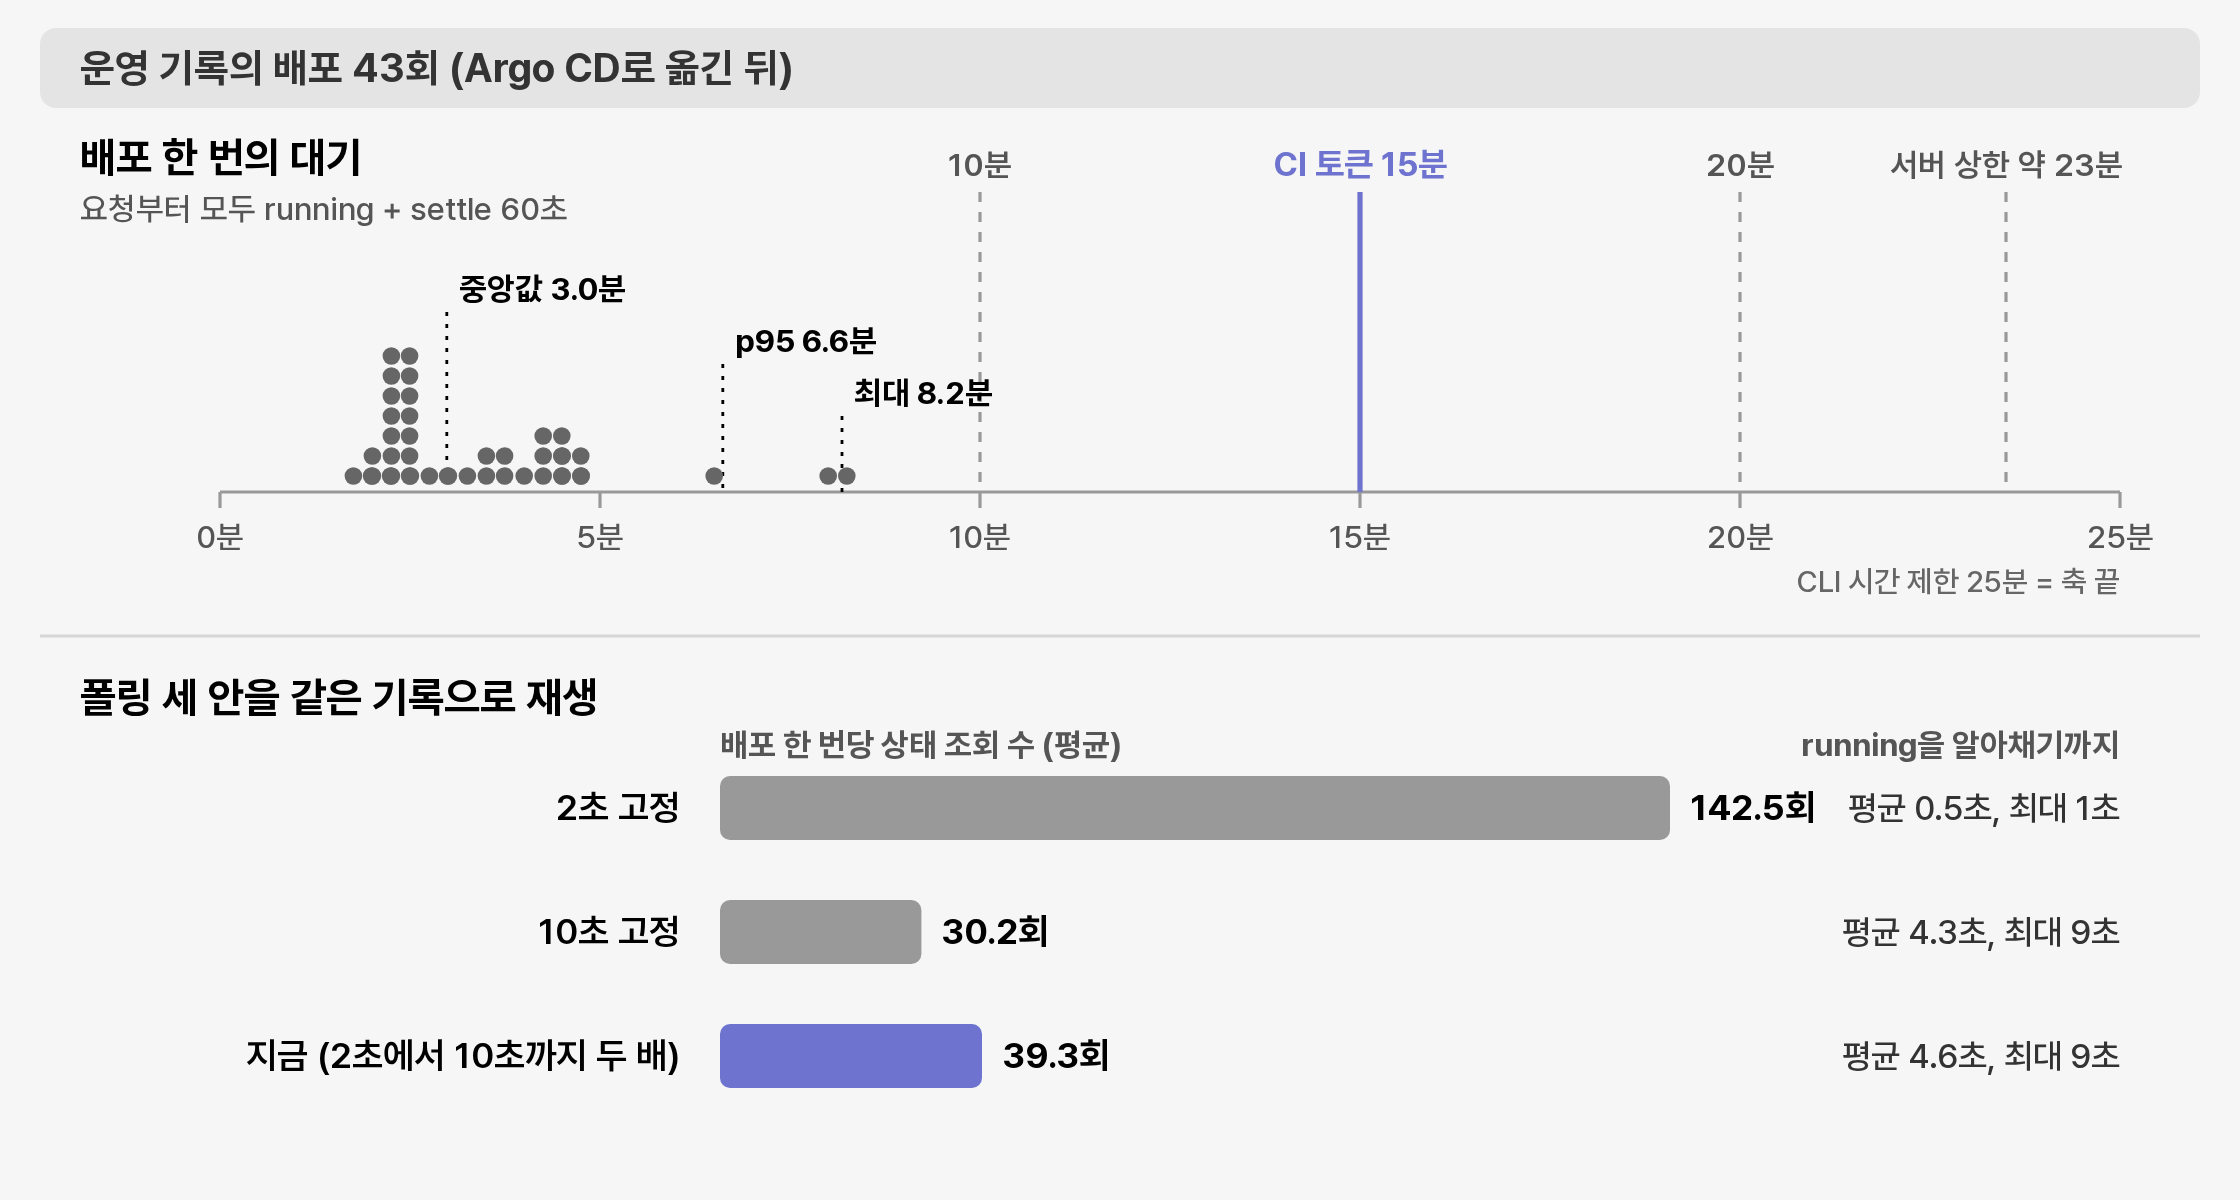 운영 기록의 배포 43회 (Argo CD로 옮긴 뒤)
배포 한 번의 대기
요청부터 모두 running + settle 60초
10분
CI 토큰 15분
20분
서버 상한 약 23분
중앙값 3.0분
p95 6.6분
최대 8.2분
0분
5분
10분
15분
20분
25분
CLI 시간 제한 25분 = 축 끝
폴링 세 안을 같은 기록으로 재생
배포 한 번당 상태 조회 수 (평균)
running을 알아채기까지
2초 고정
142.5회
평균 0.5초, 최대 1초
10초 고정
30.2회
평균 4.3초, 최대 9초
지금 (2초에서 10초까지 두 배)
39.3회
평균 4.6초, 최대 9초